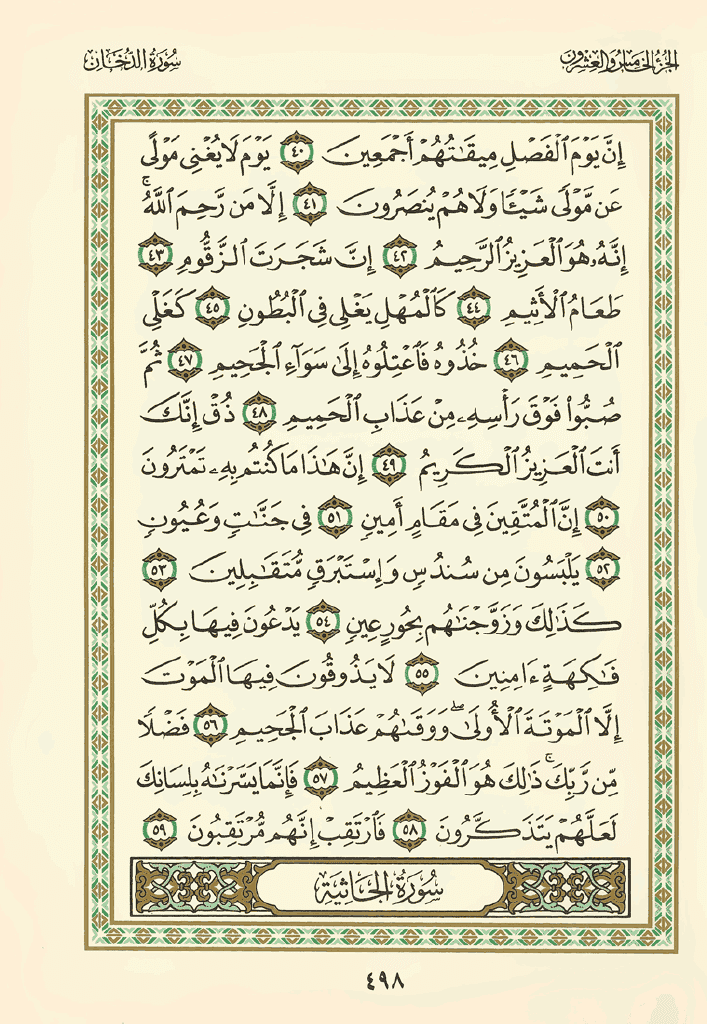 الجزء الخامس والعشرون
سورة الدخان
إِنَّ يَوْمَ ٱلْفَصْلِ مِيقَٰتُهُمْ أَجْمَعِينَ ٤٠ يَوْمَ لَا يُغْنِى مَوْلًى
عَن مَّوْلًى شَيْـًٔا وَلَا هُمْ يُنصَرُونَ ٤١ إِلَّا مَن رَّحِمَ ٱللَّهُ ۚ
إِنَّهُۥ هُوَ ٱلْعَزِيزُ ٱلرَّحِيمُ ٤٢ إِنَّ شَجَرَتَ ٱلزَّقُّومِ ٤٣
طَعَامُ ٱلْأَثِيمِ ٤٤ كَٱلْمُهْلِ يَغْلِى فِى ٱلْبُطُونِ ٤٥ كَغَلْىِ
ٱلْحَمِيمِ ٤٦ خُذُوهُ فَٱعْتِلُوهُ إِلَىٰ سَوَآءِ ٱلْجَحِيمِ ٤٧ ثُمَّ
صُبُّوا۟ فَوْقَ رَأْسِهِۦ مِنْ عَذَابِ ٱلْحَمِيمِ ٤٨ ذُقْ إِنَّكَ
أَنتَ ٱلْعَزِيزُ ٱلْكَرِيمُ ٤٩ إِنَّ هَٰذَا مَا كُنتُم بِهِۦ تَمْتَرُونَ
٥٠ إِنَّ ٱلْمُتَّقِينَ فِى مَقَامٍ أَمِينٍ ٥١ فِى جَنَّٰتٍ وَعُيُونٍ
٥٢ يَلْبَسُونَ مِن سُندُسٍ وَإِسْتَبْرَقٍ مُّتَقَٰبِلِينَ ٥٣
كَذَٰلِكَ وَزَوَّجْنَٰهُم بِحُورٍ عِينٍ ٥٤ يَدْعُونَ فِيهَا بِكُلِّ
فَٰكِهَةٍ ءَامِنِينَ ٥٥ لَا يَذُوقُونَ فِيهَا ٱلْمَوْتَ
إِلَّا ٱلْمَوْتَةَ ٱلْأُولَىٰ ۖ وَوَقَىٰهُمْ عَذَابَ ٱلْجَحِيمِ ٥٦ فَضْلًا
مِّن رَّبِّكَ ۚ ذَٰلِكَ هُوَ ٱلْفَوْزُ ٱلْعَظِيمُ ٥٧ فَإِنَّمَا يَسَّرْنَٰهُ بِلِسَانِكَ
لَعَلَّهُمْ يَتَذَكَّرُونَ ٥٨ فَٱرْتَقِبْ إِنَّهُم مُّرْتَقِبُونَ ٥٩
سُورَةُ الجَاثِيَةِ
٤٩٨